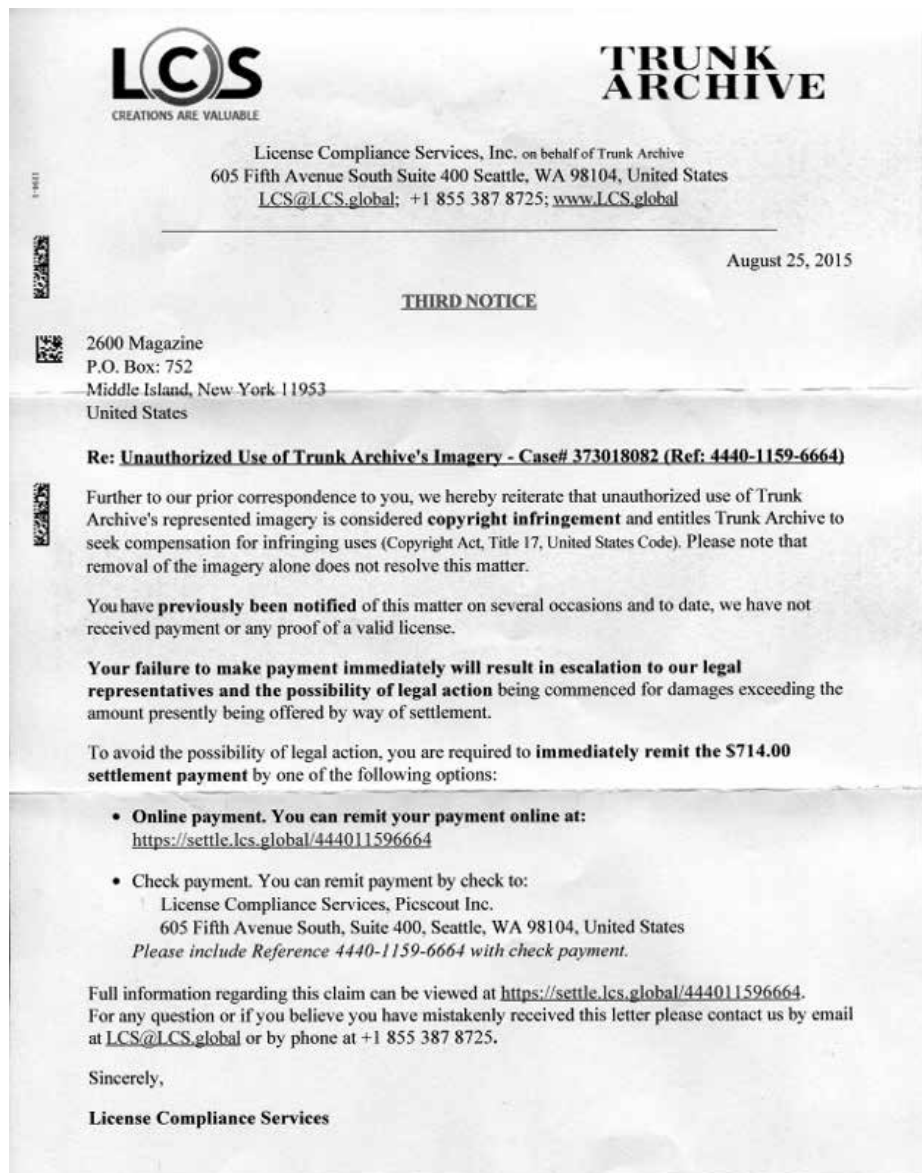 LCS
CREATIONS ARE VALUABLE
TRUNK
ARCHIVE
License Compliance Services, Inc. on behalf of Trunk Archive
605 Fifth Avenue South Suite 400 Seattle, WA 98104, United States
LCS@LCS.global; +1 855 387 8725; www.LCS.global
August 25, 2015
THIRD NOTICE
2600 Magazine
P.O. Box: 752
Middle Island, New York 11953
United States
Re: Unauthorized Use of Trunk Archive's Imagery - Case# 373018082 (Ref: 4440-1159-6664)
Further to our prior correspondence to you, we hereby reiterate that unauthorized use of Trunk
Archive's represented imagery is considered copyright infringement and entitles Trunk Archive to
seek compensation for infringing uses (Copyright Act, Title 17, United States Code). Please note that
removal of the imagery alone does not resolve this matter.
You have previously been notified of this matter on several occasions and to date, we have not
received payment or any proof of a valid license.
Your failure to make payment immediately will result in escalation to our legal
representatives and the possibility of legal action being commenced for damages exceeding the
amount presently being offered by way of settlement.
To avoid the possibility of legal action, you are required to immediately remit the $714.00
settlement payment by one of the following options:
• Online payment. You can remit your payment online at:
https://settle.lcs.global/444011596664
• Check payment. You can remit payment by check to:
License Compliance Services, Picscout Inc.
605 Fifth Avenue South, Suite 400, Seattle, WA 98104, United States
Please include Reference 4440-1159-6664 with check payment.
Full information regarding this claim can be viewed at https://settle.lcs.global/444011596664.
For any question or if you believe you have mistakenly received this letter please contact us by email
at LCS@LCS.global or by phone at +1 855 387 8725.
Sincerely,
License Compliance Services